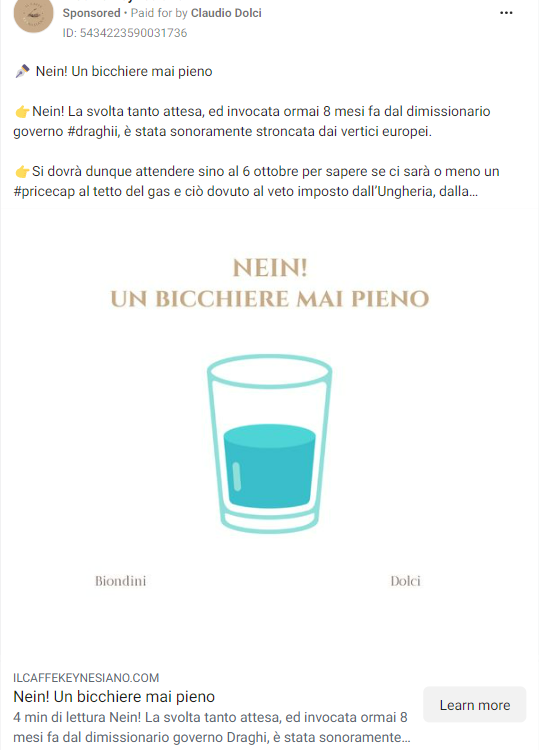 Sponsored • Paid for by Claudio Dolci
ID: 5434223590031736
Nein! Un bicchiere mai pieno
👉Nein! La svolta tanto attesa, ed invocata ormai 8 mesi fa dal dimissionario
governo #draghii, è stata sonoramente stroncata dai vertici europei.
👉Si dovrà dunque attendere sino al 6 ottobre per sapere se ci sarà o meno un
#pricecap al tetto del gas e ciò dovuto al veto imposto dall'Ungheria, dalla...
NEIN!
UN BICCHIERE MAI PIENO
Biondini
Dolci
ILCAFFEKEYNESIANO.COM
Nein! Un bicchiere mai pieno
4 min di lettura Nein! La svolta tanto attesa, ed invocata ormai 8
mesi fa dal dimissionario governo Draghi, è stata sonoramente...
Learn more